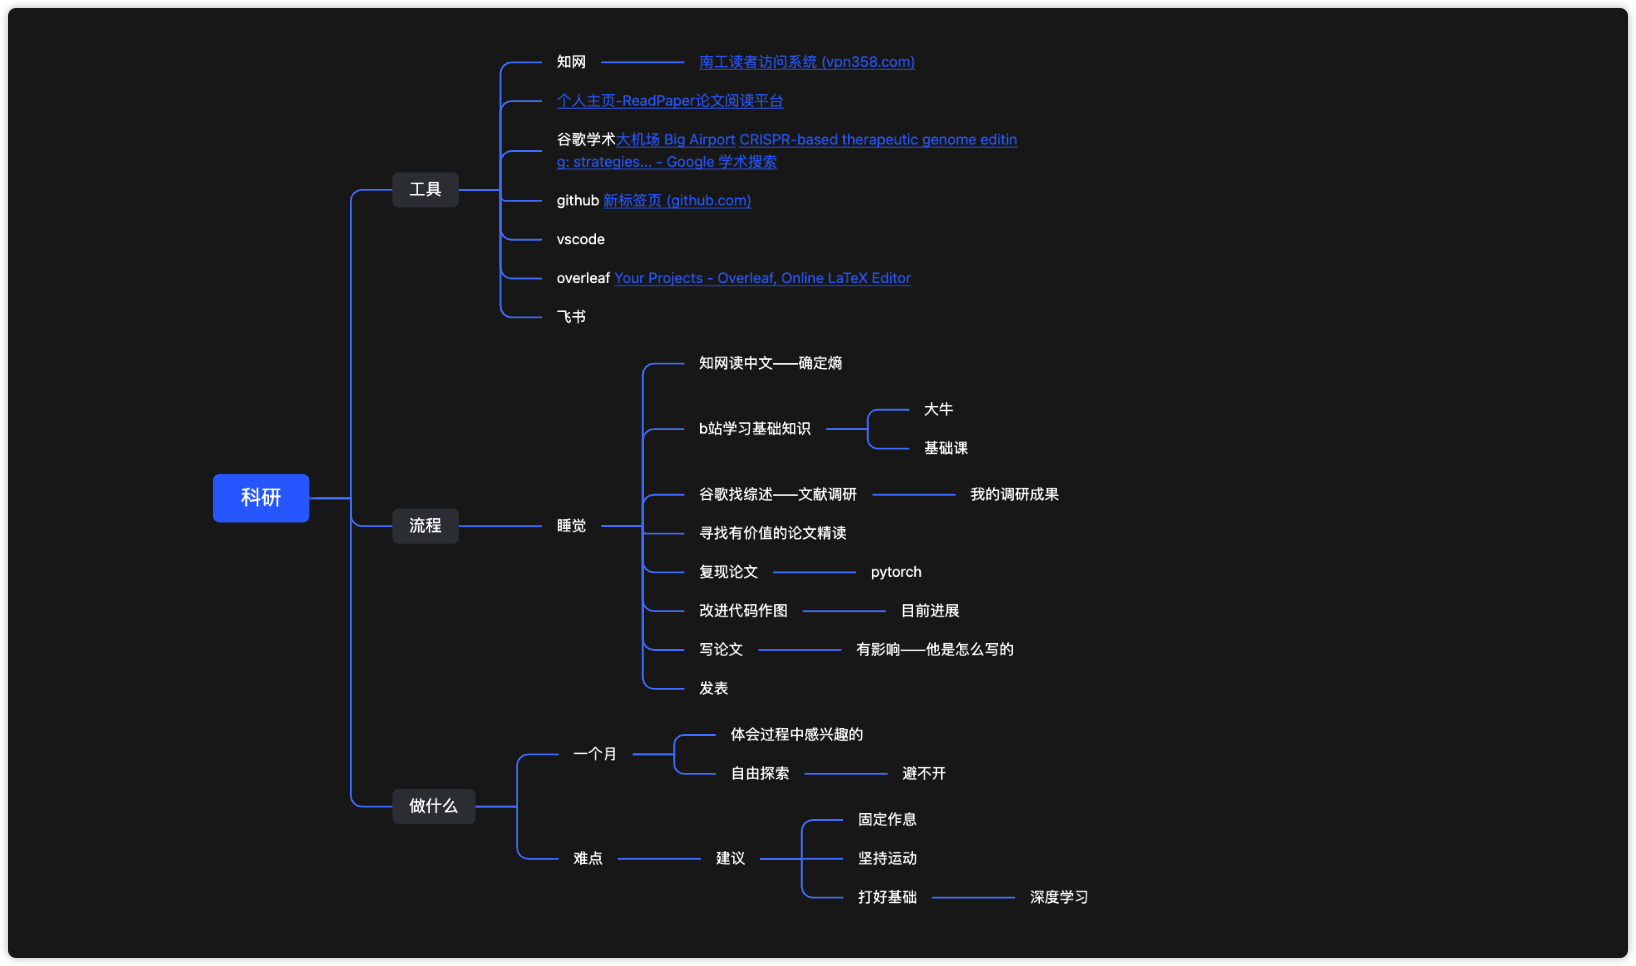 知网
南工读者访问系统 (vpn358.com)
个人主页-ReadPaper论文阅读平台
谷歌学术大机场 Big Airport CRISPR-based therapeutic genome editin
g: strategies... - Google 学术搜索
工具
github 新标签页 (github.com)
vscode
overleaf Your Projects - Overleaf, Online LaTeX Editor
飞书
知网读中文——确定熵
大牛
b站学习基础知识
基础课
科研
谷歌找综述——文献调研
我的调研成果
流程
睡觉
寻找有价值的论文精读
复现论文
pytorch
改进代码作图
目前进展
写论文
有影响——他是怎么写的
发表
体会过程中感兴趣的
一个月
自由探索
避不开
做什么
固定作息
难点
建议
坚持运动
打好基础
深度学习